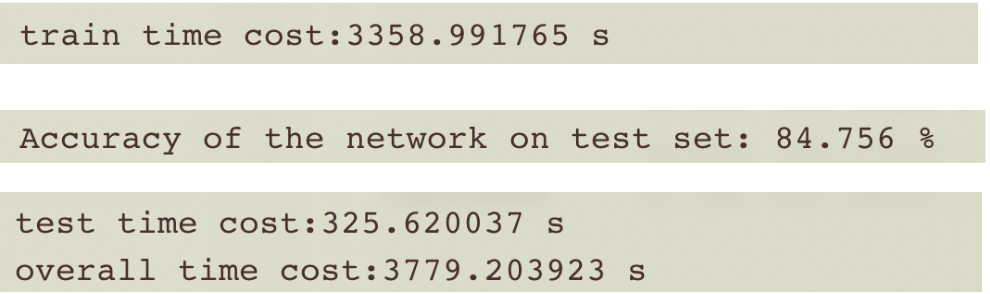 train time cost:3358.991765 s
Accuracy of the network on test set: 84.756 %
test time cost:325.620037 s
overall time cost:3779.203923 s